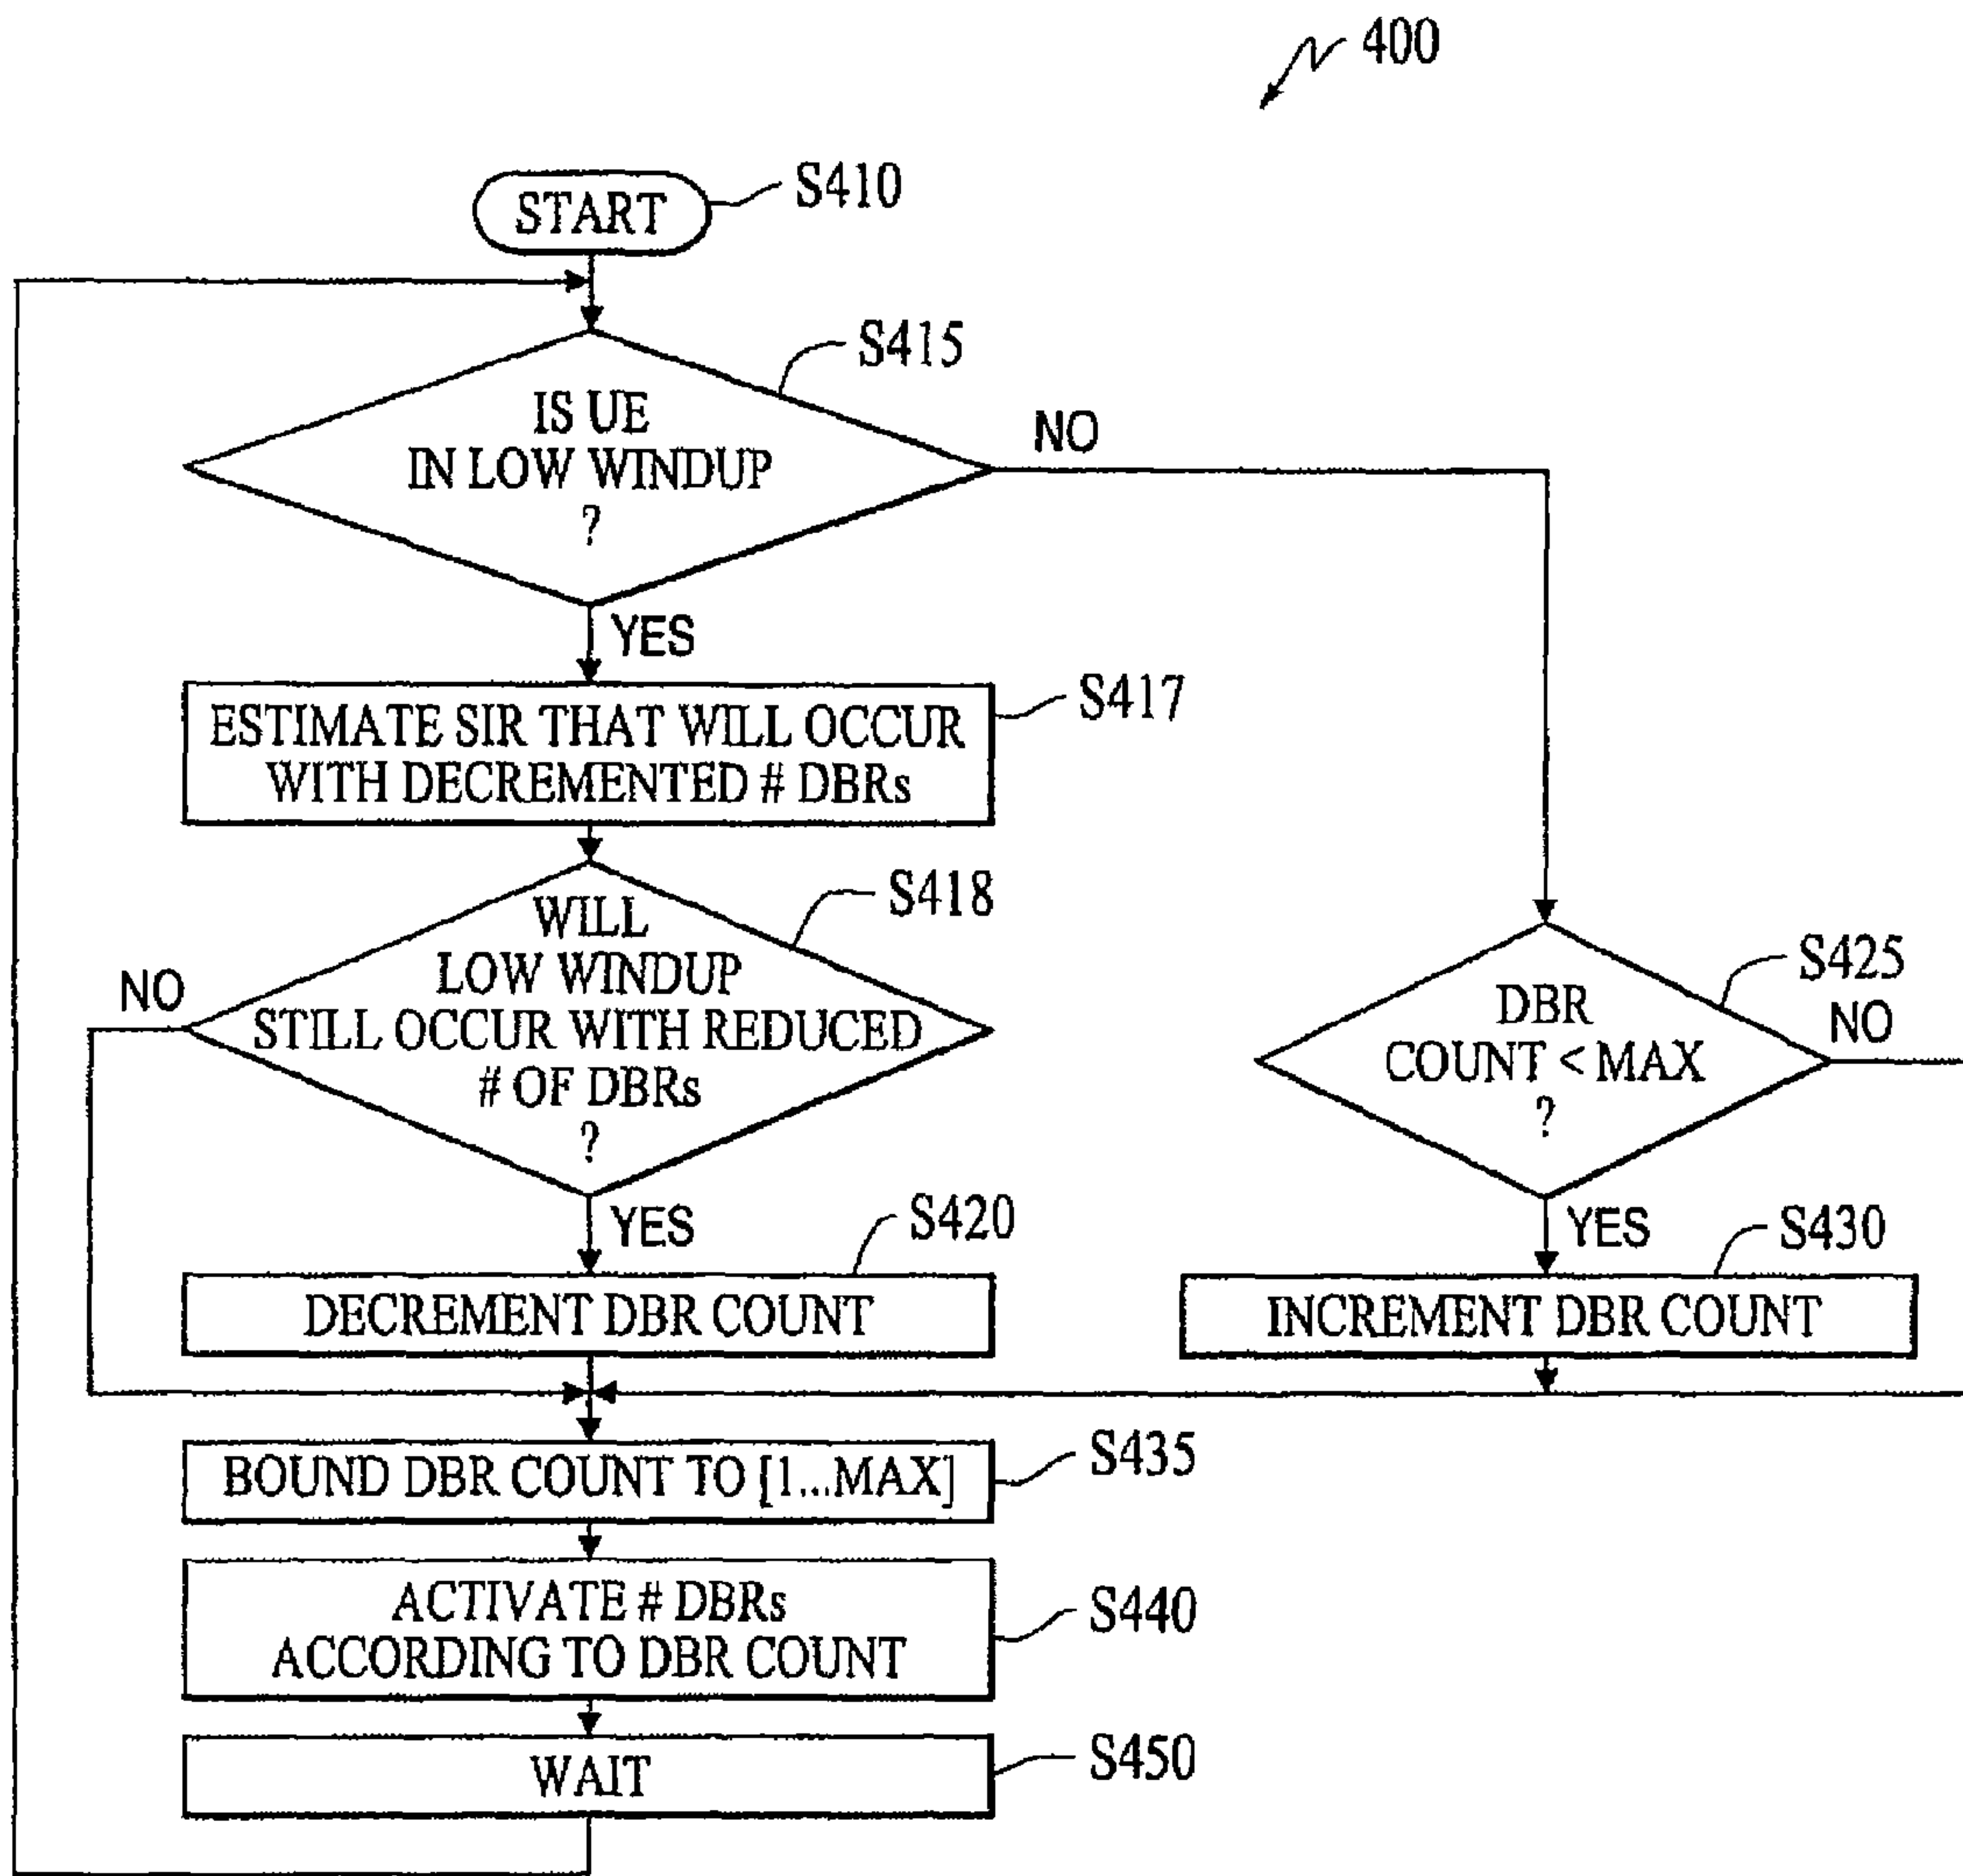 400
START
S410
S415
IS UE
IN LOW WINDUP
?
NO
YES
S417
ESTIMATE SIR THAT WILL OCCUR
WITH DECREMENTED # DBRs
S418
WILL
LOW WINDUP
STILL OCCUR WITH REDUCED
# OF DBRs
?
NO
YES
S425
DBR
COUNT < MAX
?
NO
YES
S420
DECREMENT DBR COUNT
S430
INCREMENT DBR COUNT
BOUND DBR COUNT TO [1...MAX]
S435
ACTIVATE # DBRs
ACCORDING TO DBR COUNT
S440
WAIT
S450